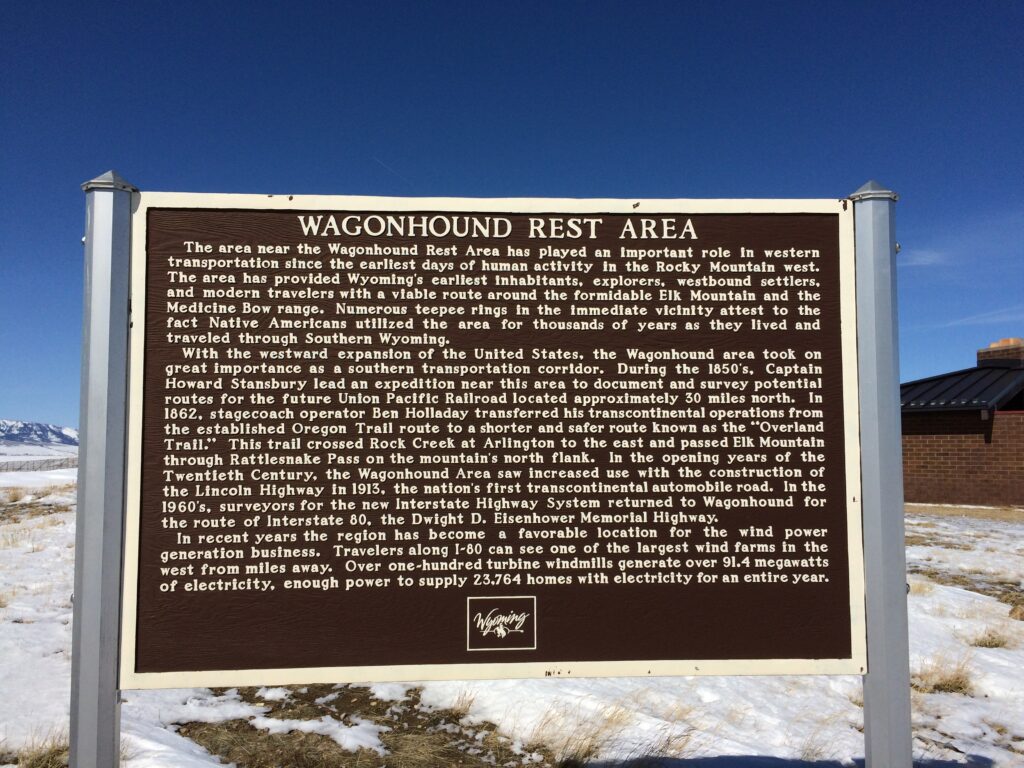 WAGONHOUND REST AREA
The area near the Wagonhound Rest Area has played an important role in western
transportation since the earliest days of human activity in the Rocky Mountain west.
The area has provided Wyoming's earliest inhabitants, explorers, westbound settlers,
and modern travelers with a viable route around the formidable Elk Mountain and the
Medicine Bow range. Numerous teepee rings in the immediate vicinity attest to the
fact Native Americans utilized the area for thousands of years as they lived and
traveled through Southern Wyoming.
With the westward expansion of the United States, the Wagonhound area took on
great importance as a southern transportation corridor. During the 1850's, Captain
Howard Stansbury lead an expedition near this area to document and survey potential
routes for the future Union Pacific Railroad located approximately 30 miles north. In
1862, stagecoach operator Ben Holladay transferred his transcontinental operations from
the established Oregon Trail route to a shorter and safer route known as the "Overland
Trail." This trail crossed Rock Creek at Arlington to the east and passed Elk Mountain
through Rattlesnake Pass on the mountain's north flank. In the opening years of the
Twentieth Century, the Wagonhound Area saw increased use with the construction of
the Lincoln Highway in 1913, the nation's first transcontinental automobile road. In the
1960's, surveyors for the new Interstate Highway System returned to Wagonhound for
the route of Interstate 80, the Dwight D. Eisenhower Memorial Highway.
In recent years the region has become a favorable location for the wind power
generation business. Travelers along I-80 can see one of the largest wind farms in the
west from miles away. Over one-hundred turbine windmills generate over 91.4 megawatts
of electricity, enough power to supply 23,764 homes with electricity for an entire year.
Wyoming